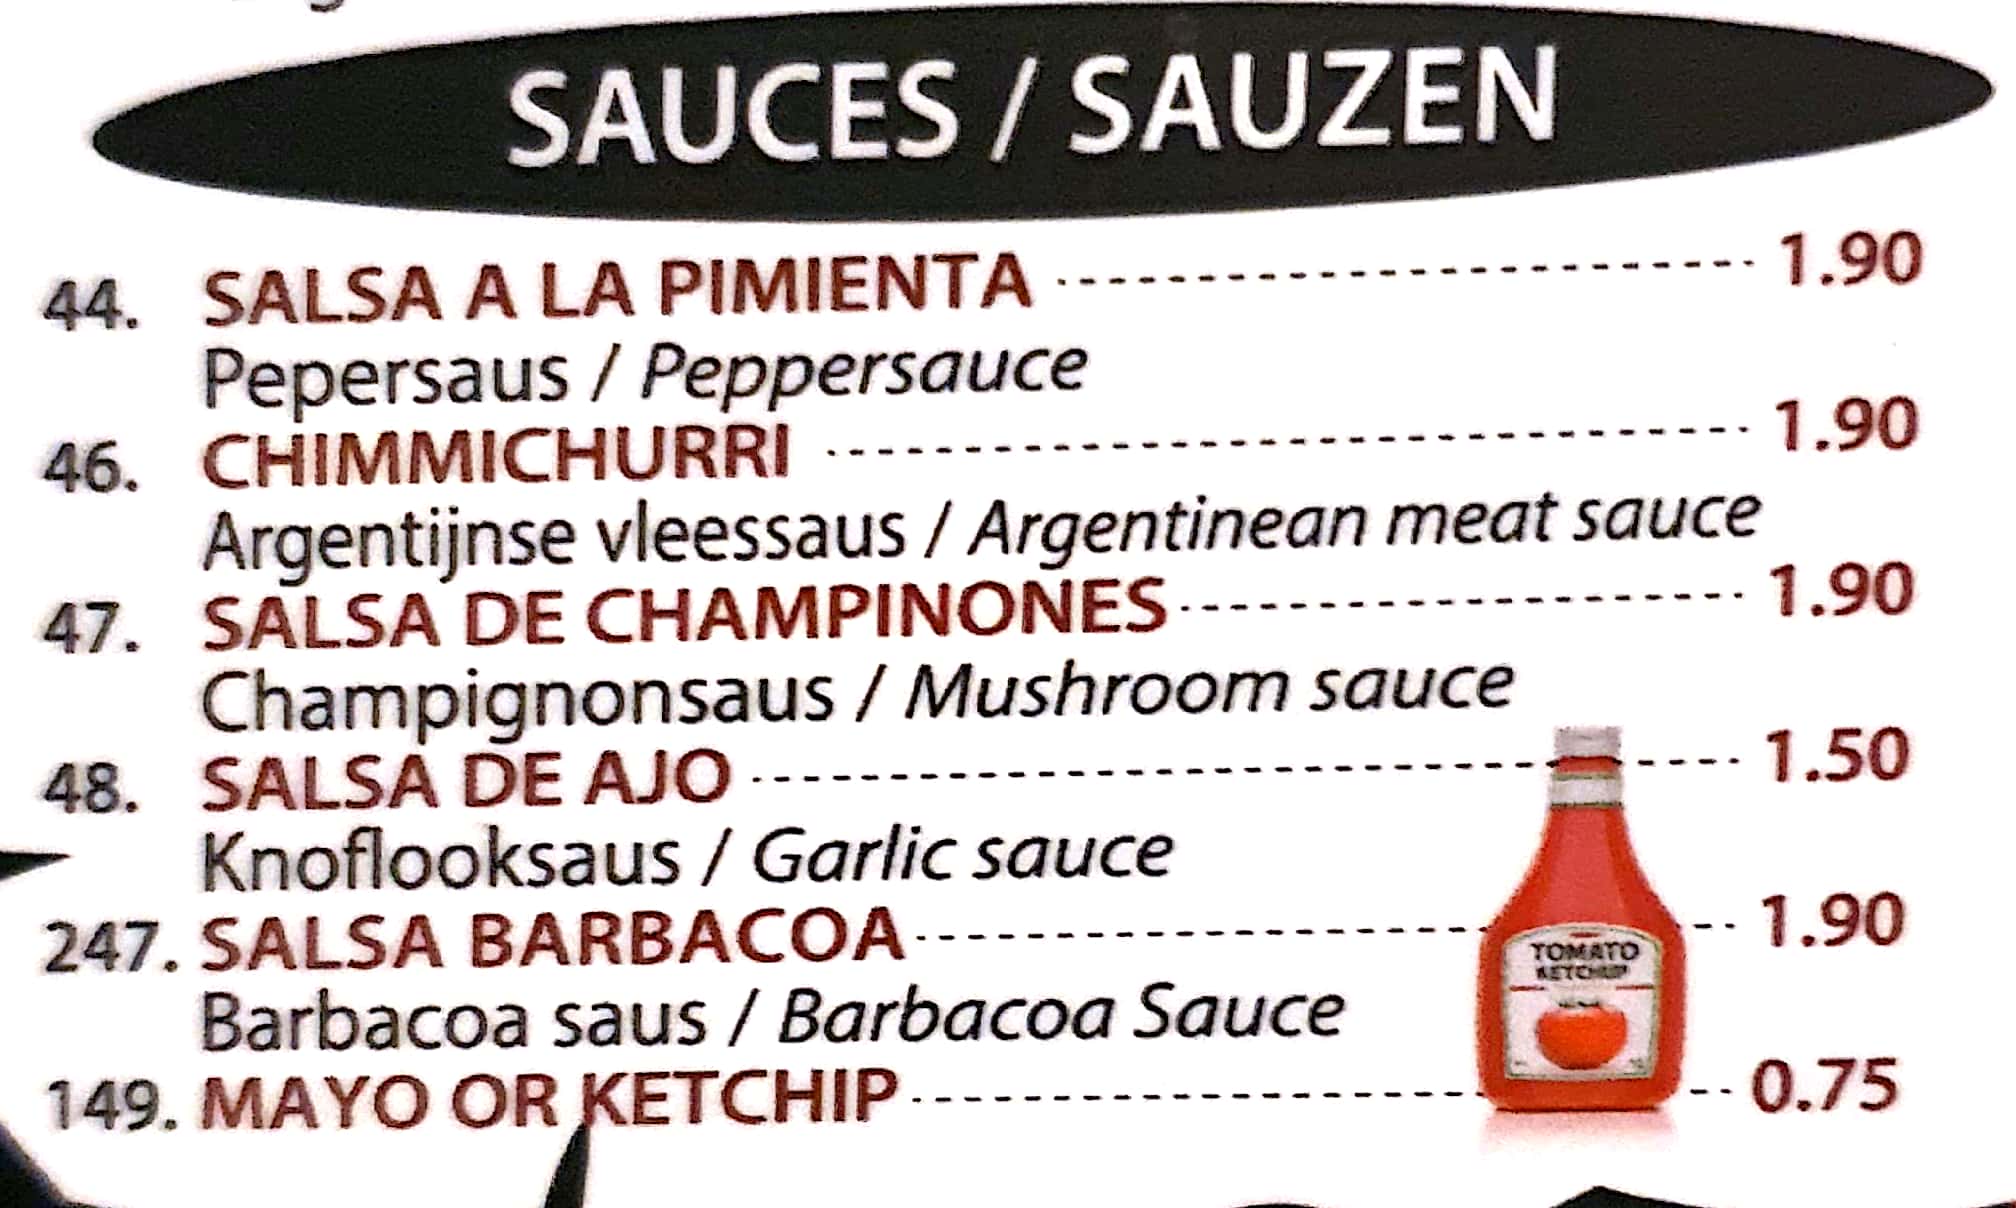 SAUCES / SAUZEN
44. SALSA A LA PIMIENTA 1.90
Pepersaus / Peppersauce
46. CHIMMICHURRI 1.90
Argentijnse vleessaus / Argentinean meat sauce
47. SALSA DE CHAMPINONES 1.90
Champignonsaus / Mushroom sauce
48. SALSA DE AJO 1.50
Knoflooksaus / Garlic sauce
247. SALSA BARBACOA 1.90
Barbacoa saus / Barbacoa Sauce
149. MAYO OR KETCHIP 0.75
TOMATO
KETCHUP